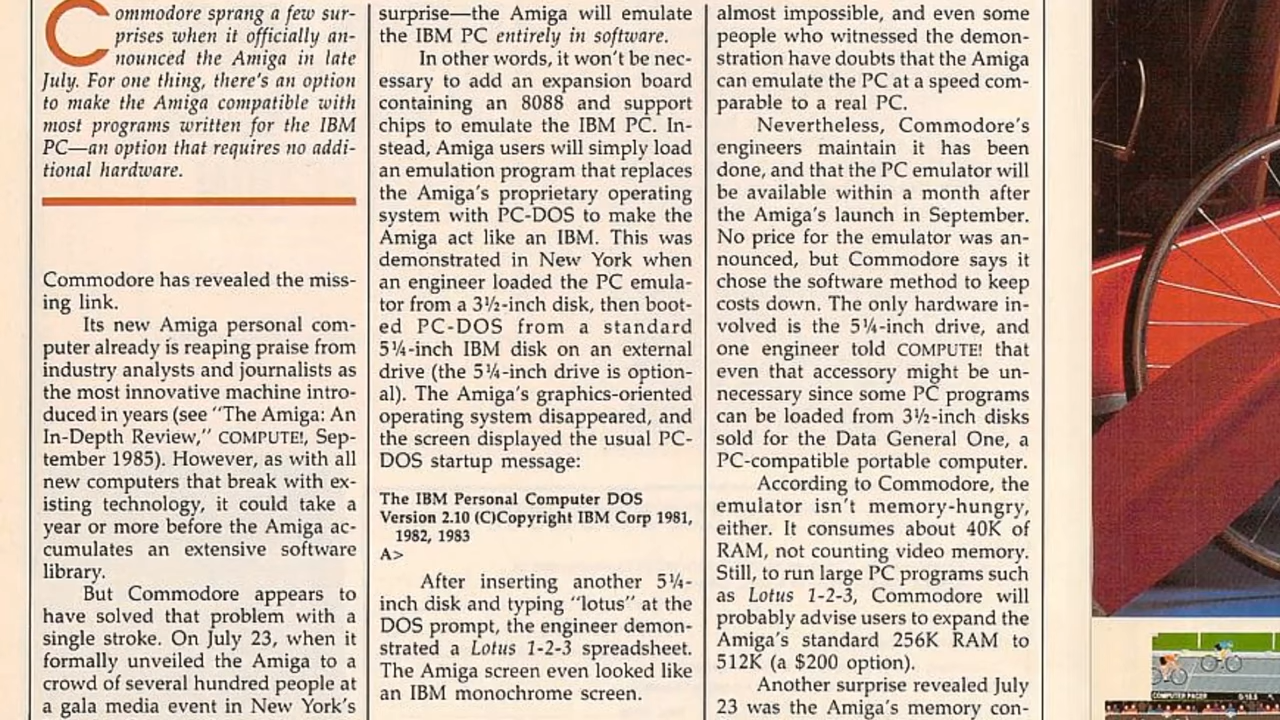 Commodore sprang a few sur-
prises when it officially an-
nounced the Amiga in late
July. For one thing, there's an option
to make the Amiga compatible with
most programs written for the IBM
PC—an option that requires no addi-
tional hardware.
Commodore has revealed the miss-
ing link.
Its new Amiga personal com-
puter already is reaping praise from
industry analysts and journalists as
the most innovative machine intro-
duced in years (see "The Amiga: An
In-Depth Review," COMPUTE!, Sep-
tember 1985). However, as with all
new computers that break with ex-
isting technology, it could take a
year or more before the Amiga ac-
cumulates an extensive software
library.
But Commodore appears to
have solved that problem with a
single stroke. On July 23, when it
formally unveiled the Amiga to a
crowd of several hundred people at
a gala media event in New York's
surprise—the Amiga will emulate
the IBM PC entirely in software.
In other words, it won't be nec-
essary to add an expansion board
containing an 8088 and support
chips to emulate the IBM PC. In-
stead, Amiga users will simply load
an emulation program that replaces
the Amiga's proprietary operating
system with PC-DOS to make the
Amiga act like an IBM. This was
demonstrated in New York when
an engineer loaded the PC emula-
tor from a 3½-inch disk, then boot-
ed PC-DOS from a standard
5¼-inch IBM disk on an external
drive (the 5¼-inch drive is option-
al). The Amiga's graphics-oriented
operating system disappeared, and
the screen displayed the usual PC-
DOS startup message:
The IBM Personal Computer DOS
Version 2.10 (C)Copyright IBM Corp 1981,
1982, 1983
A>
After inserting another 5¼-
inch disk and typing "lotus" at the
DOS prompt, the engineer demon-
strated a Lotus 1-2-3 spreadsheet.
The Amiga screen even looked like
an IBM monochrome screen.
almost impossible, and even some
people who witnessed the demon-
stration have doubts that the Amiga
can emulate the PC at a speed com-
parable to a real PC.
Nevertheless, Commodore's
engineers maintain it has been
done, and that the PC emulator will
be available within a month after
the Amiga's launch in September.
No price for the emulator was an-
nounced, but Commodore says it
chose the software method to keep
costs down. The only hardware in-
volved is the 5¼-inch drive, and
one engineer told COMPUTE! that
even that accessory might be un-
necessary since some PC programs
can be loaded from 3½-inch disks
sold for the Data General One, a
PC-compatible portable computer.
According to Commodore, the
emulator isn't memory-hungry,
either. It consumes about 40K of
RAM, not counting video memory.
Still, to run large PC programs such
as Lotus 1-2-3, Commodore will
probably advise users to expand the
Amiga's standard 256K RAM to
512K (a $200 option).
Another surprise revealed July
23 was the Amiga's memory con-
COMPUTER PACER